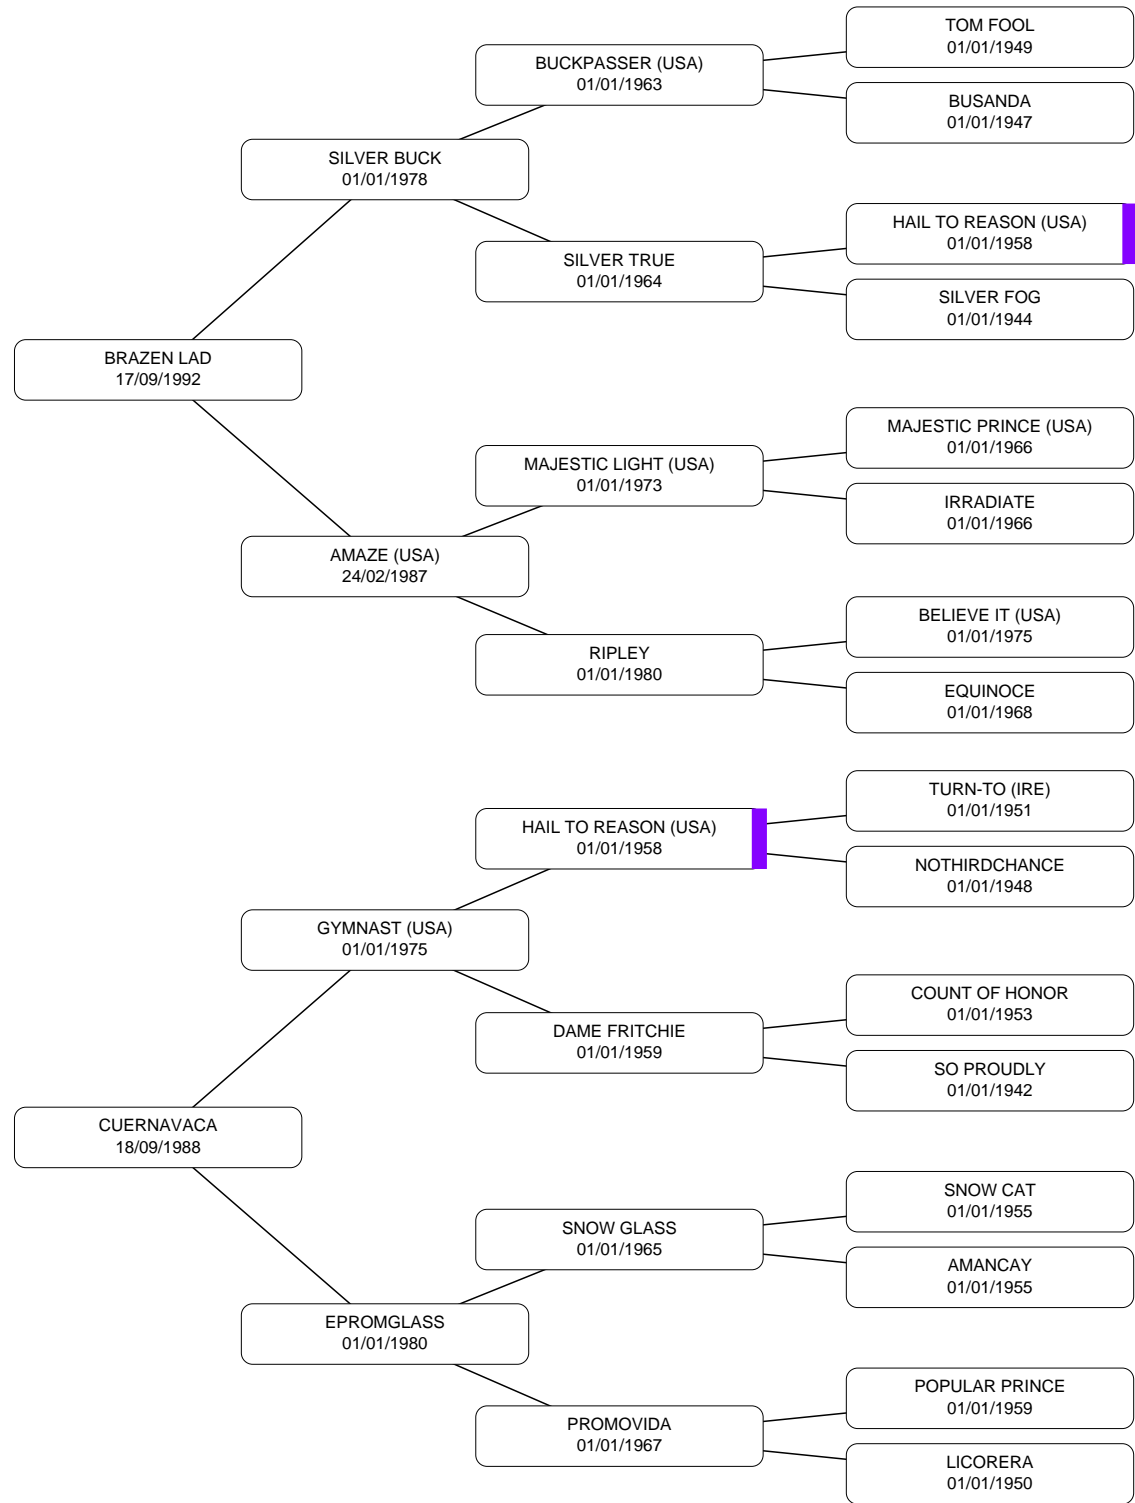 TOM FOOL
01/01/1949
BUCKPASSER (USA)
01/01/1963
BUSANDA
01/01/1947
SILVER BUCK
01/01/1978
HAIL TO REASON (USA)
01/01/1958
SILVER TRUE
01/01/1964
SILVER FOG
01/01/1944
BRAZEN LAD
17/09/1992
MAJESTIC PRINCE (USA)
01/01/1966
MAJESTIC LIGHT (USA)
01/01/1973
IRRADIATE
01/01/1966
AMAZE (USA)
24/02/1987
BELIEVE IT (USA)
01/01/1975
RIPLEY
01/01/1980
EQUINOCE
01/01/1968
TURN-TO (IRE)
01/01/1951
HAIL TO REASON (USA)
01/01/1958
NOTHIRDCHANCE
01/01/1948
GYMNAST (USA)
01/01/1975
COUNT OF HONOR
01/01/1953
DAME FRITCHIE
01/01/1959
SO PROUDLY
01/01/1942
CUERNAVACA
18/09/1988
SNOW CAT
01/01/1955
SNOW GLASS
01/01/1965
AMANCAY
01/01/1955
EPROMGLASS
01/01/1980
POPULAR PRINCE
01/01/1959
PROMOVIDA
01/01/1967
LICORERA
01/01/1950